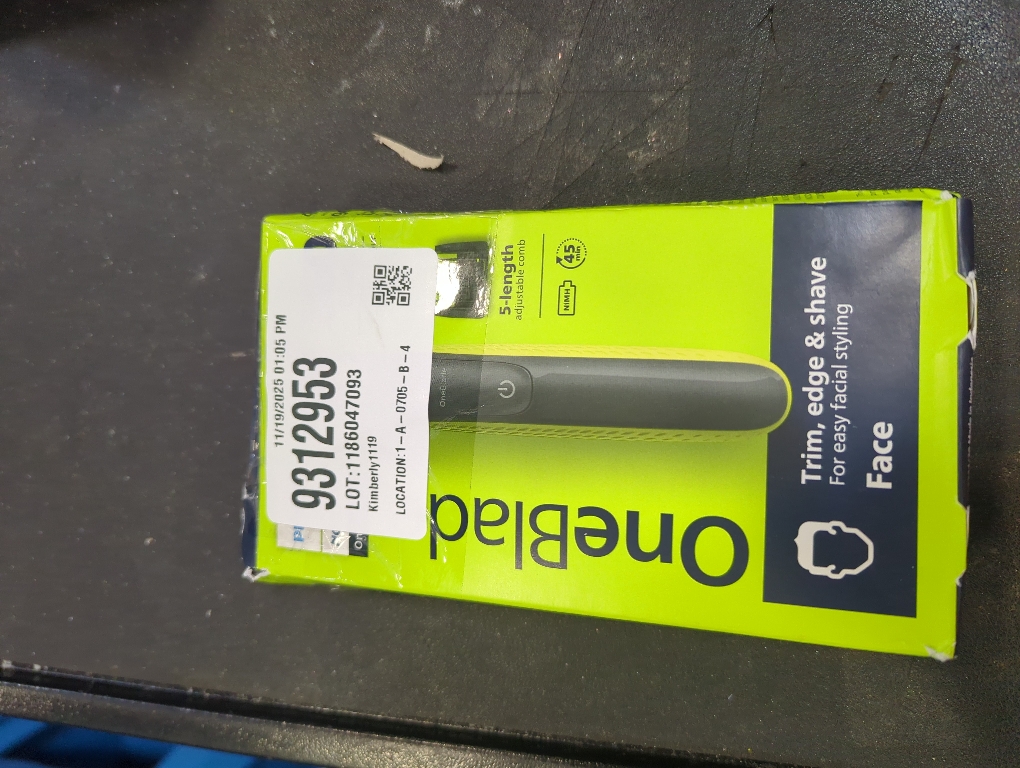 11/19/2025 01:05 PM
9312953
LOT:1186047093
Kimberly1119
LOCATION:1-A-0705-B-4
5-length
adjustable comb
NiMH
45
min
OneBlade
OneBlad
Trim, edge & shave
For easy facial styling
Face